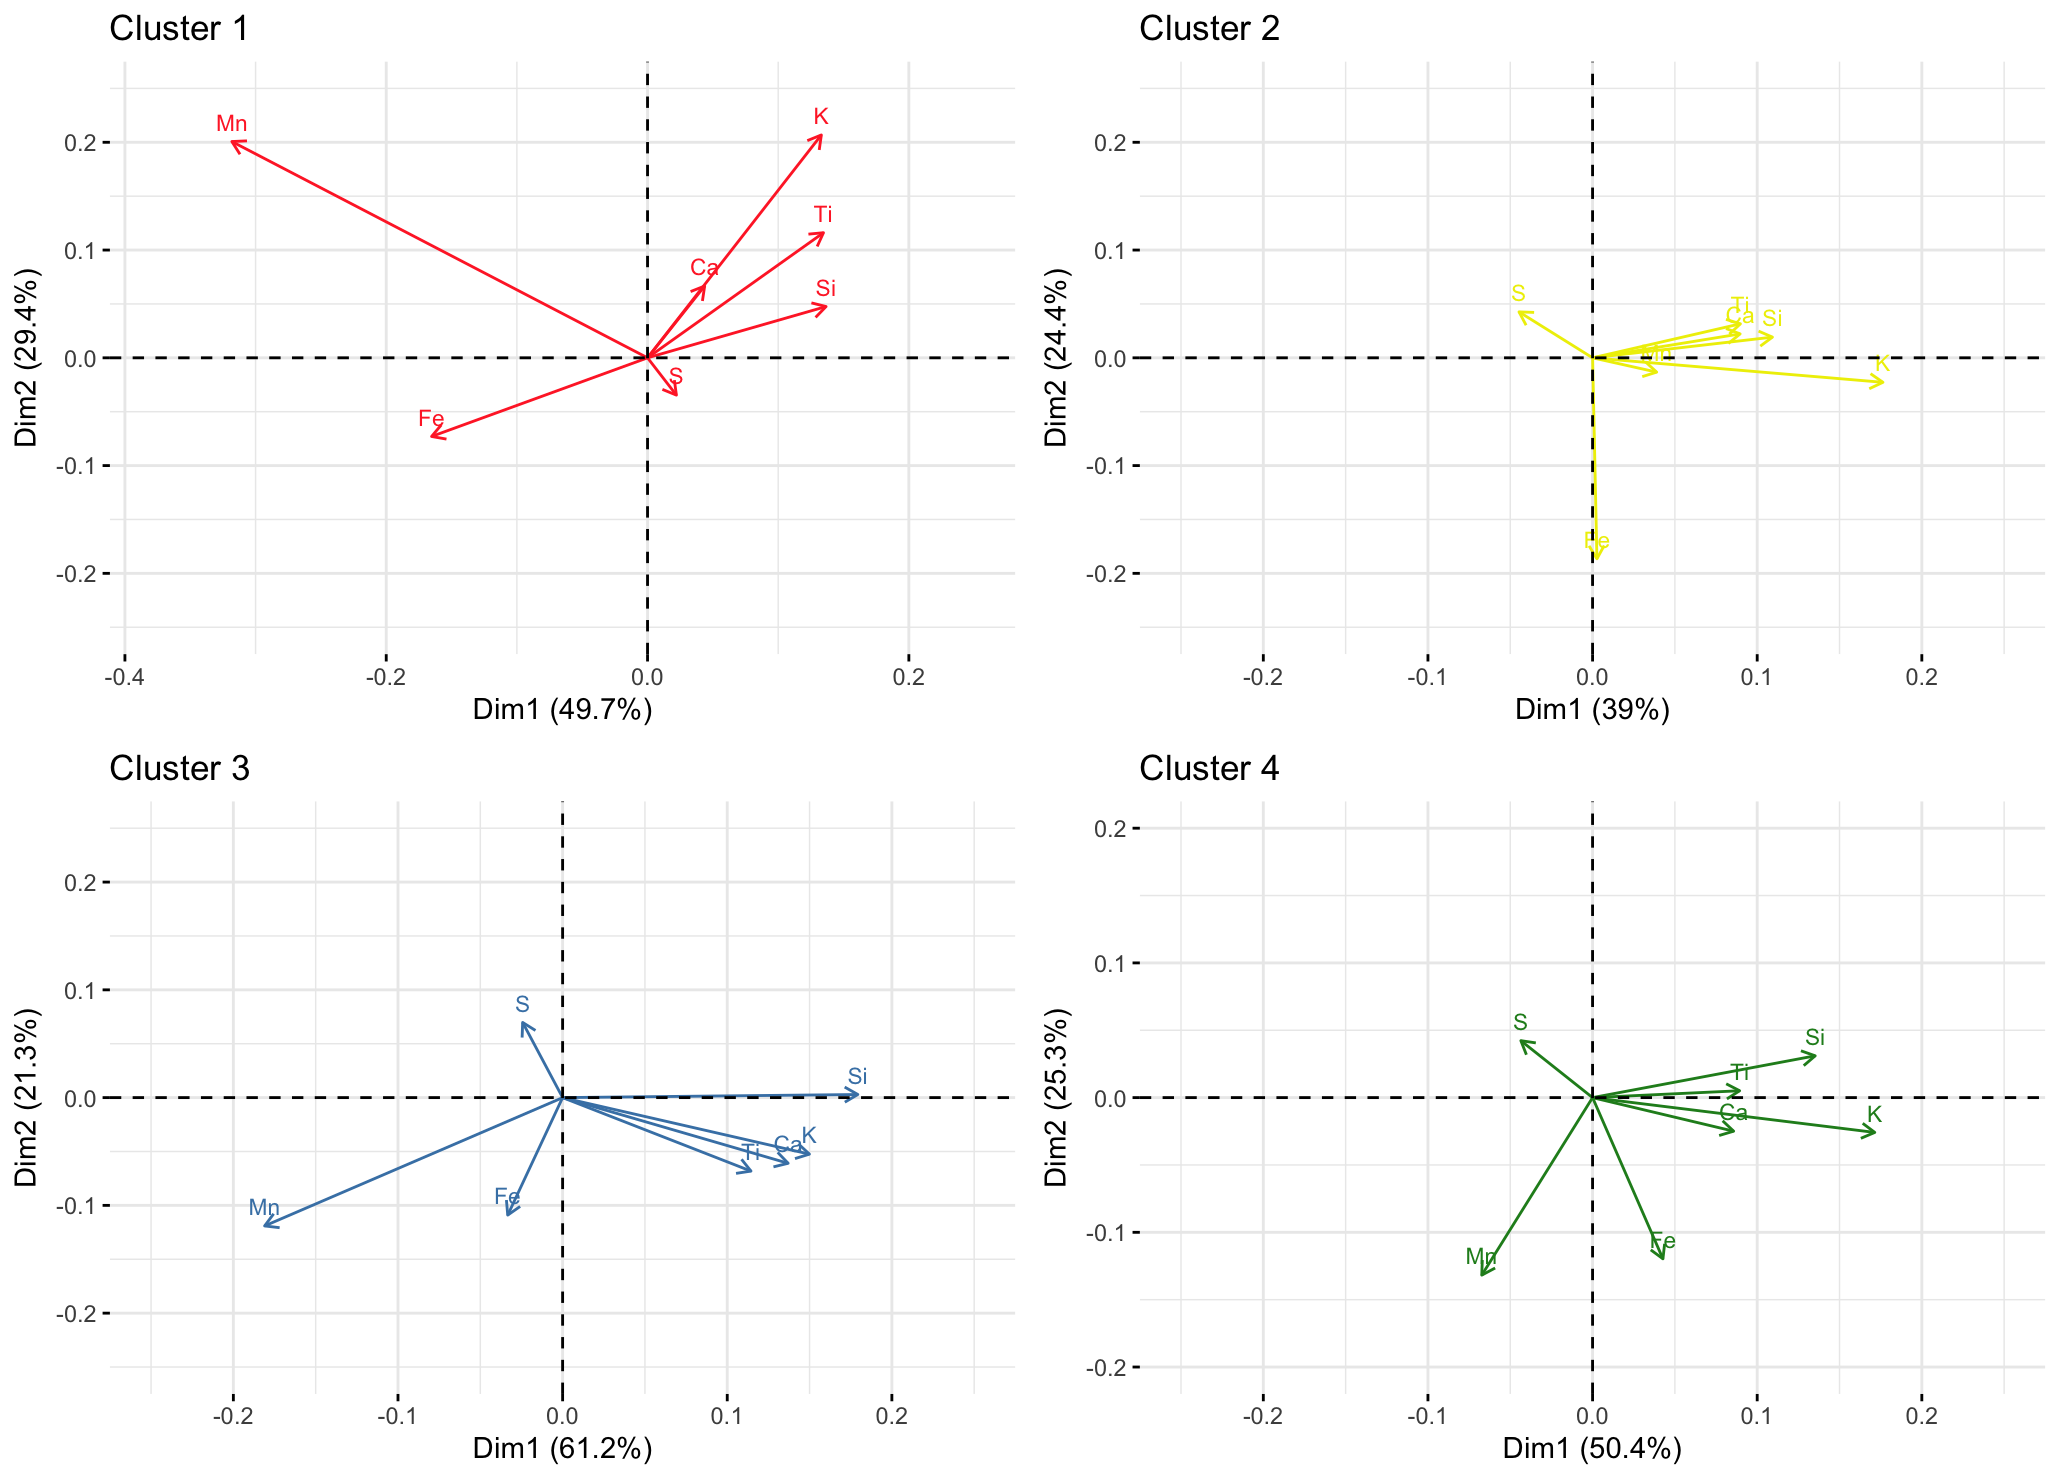 Cluster 1
Mn
K
Ti
Ca
Si
S
Fe
0.2
0.1
0.0
-0.1
-0.2
-0.4
-0.2
0.0
0.2
Dim1 (49.7%)
Dim2 (29.4%)
Cluster 2
S
Ti
Ca
Si
Mn
K
Fe
0.2
0.1
0.0
-0.1
-0.2
-0.2
-0.1
0.0
0.1
0.2
Dim1 (39%)
Dim2 (24.4%)
Cluster 3
S
Si
K
Ca
Ti
Fe
Mn
0.2
0.1
0.0
-0.1
-0.2
-0.2
-0.1
0.0
0.1
0.2
Dim1 (61.2%)
Dim2 (21.3%)
Cluster 4
S
Si
Ti
Ca
K
Fe
Mn
0.2
0.1
0.0
-0.1
-0.2
-0.2
-0.1
0.0
0.1
0.2
Dim1 (50.4%)
Dim2 (25.3%)